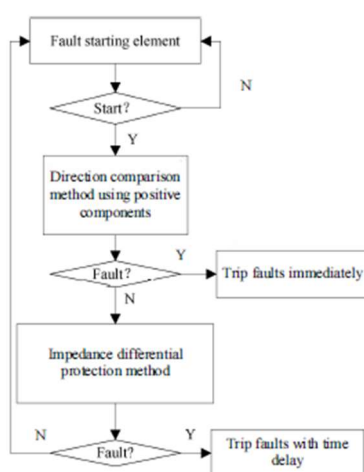 Fault starting element
N
Start?
Y
Direction comparison
method using positive
components
Y
Fault?
Trip faults immediately
N
Impedance differential
protection method
N
Y
Fault?
Trip faults with time
delay